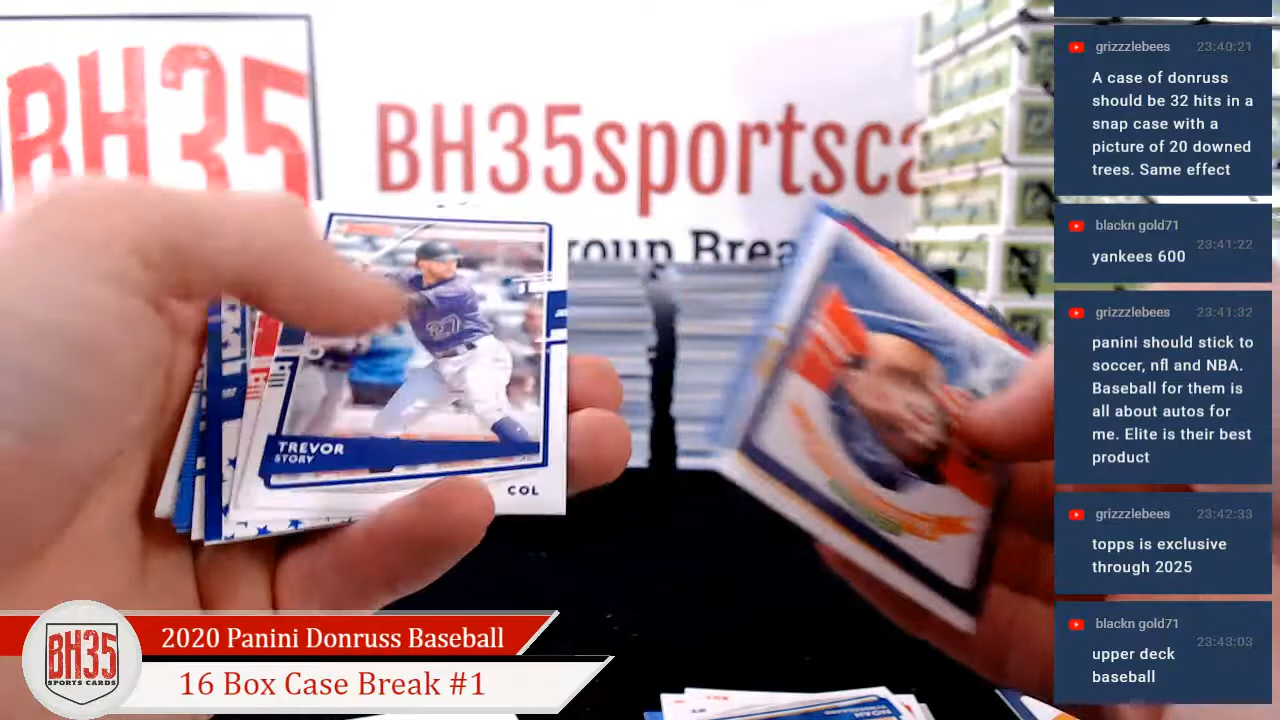 BH35
BH35sportsca
roup Brea
27
TREVOR
STORY
COL
NOAH
2020 Panini Donruss Baseball
16 Box Case Break #1
BH35
SPORTS CARDS
grizzzlebees 23:40:21
A case of donruss
should be 32 hits in a
snap case with a
picture of 20 downed
trees. Same effect
blackn gold71 23:41:22
yankees 600
grizzzlebees 23:41:32
panini should stick to
soccer, nfl and NBA.
Baseball for them is
all about autos for
me. Elite is their best
product
grizzzlebees 23:42:33
topps is exclusive
through 2025
blackn gold71 23:43:03
upper deck
baseball